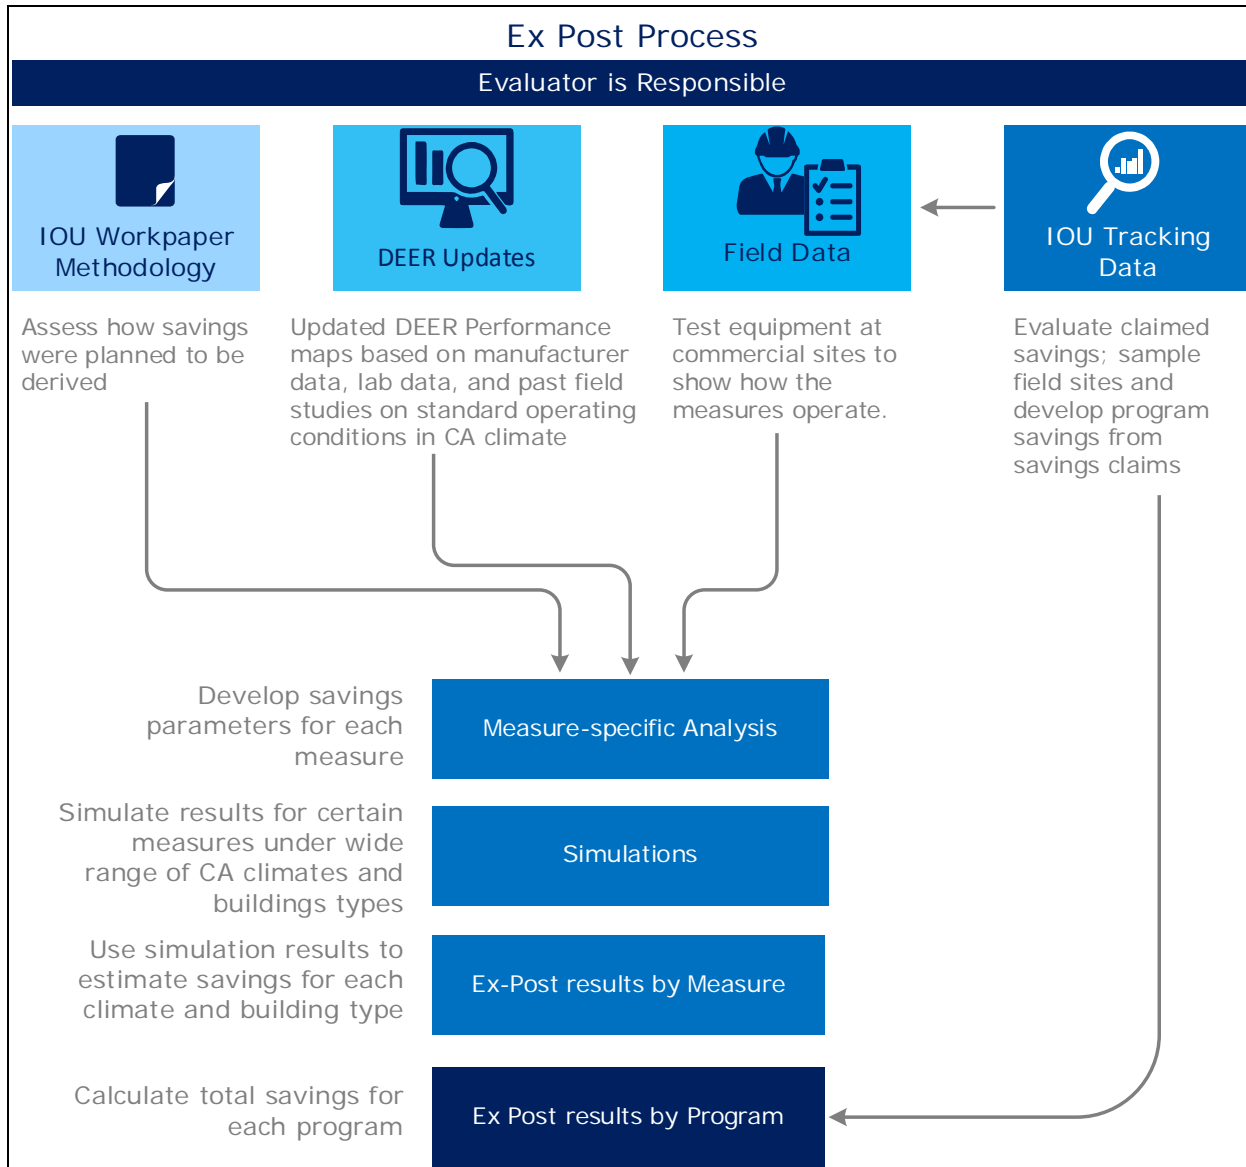 Ex Post Process
Evaluator is Responsible
IOU Workpaper
Methodology
DEER Updates
Field Data
IOU Tracking
Data
Assess how savings
were planned to be
derived
Updated DEER Performance
maps based on manufacturer
data, lab data, and past field
studies on standard operating
conditions in CA climate
Test equipment at
commercial sites to
show how the
measures operate.
Evaluate claimed
savings; sample
field sites and
develop program
savings from
savings claims
Develop savings
parameters for each
measure
Measure-specific Analysis
Simulate results for certain
measures under wide
range of CA climates and
buildings types
Simulations
Use simulation results to
estimate savings for each
climate and building type
Ex-Post results by Measure
Calculate total savings for
each program
Ex Post results by Program